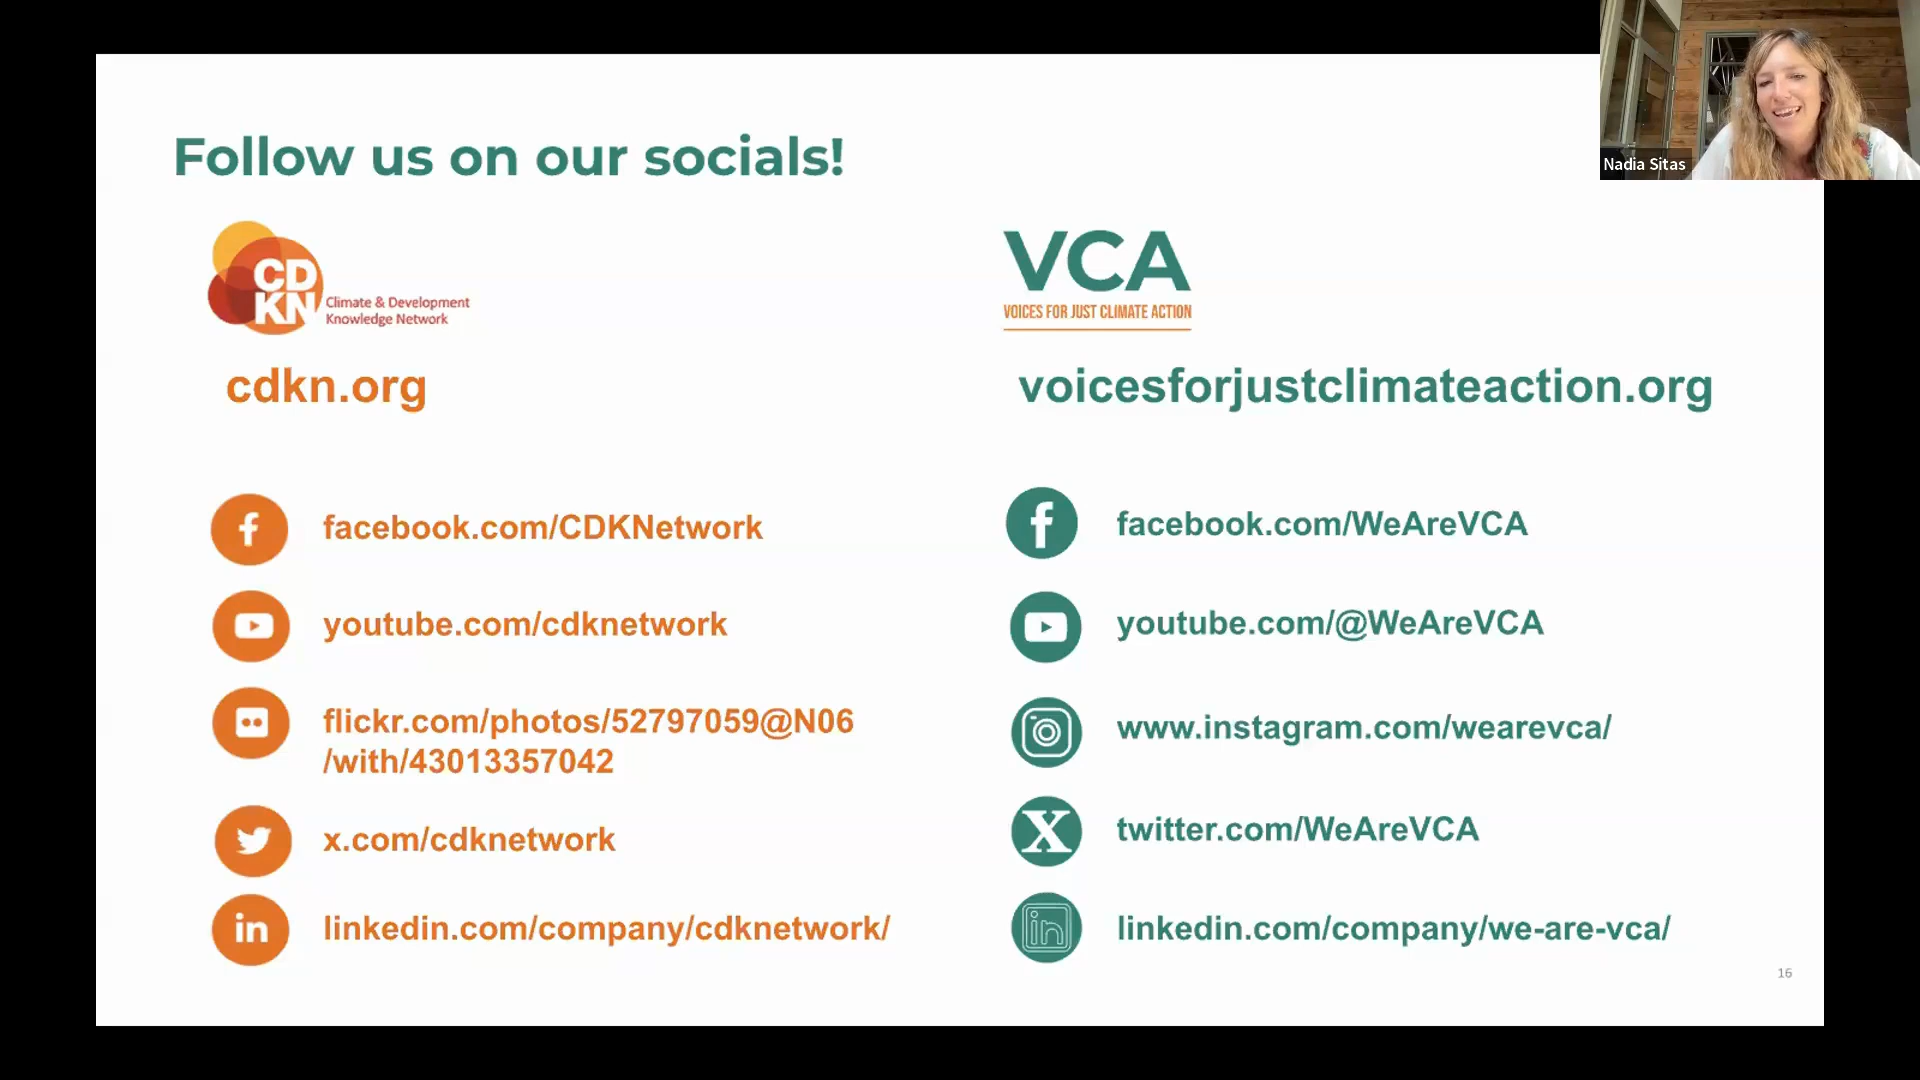 Follow us on our socials!
CD
KN
Climate & Development
Knowledge Network
cdkn.org
facebook.com/CDKNetwork
youtube.com/cdknetwork
flickr.com/photos/52797059@N06
/with/43013357042
x.com/cdknetwork
linkedin.com/company/cdknetwork/
VCA
VOICES FOR JUST CLIMATE ACTION
voicesforjustclimateaction.org
facebook.com/WeAreVCA
youtube.com/@WeAreVCA
www.instagram.com/wearevca/
twitter.com/WeAreVCA
linkedin.com/company/we-are-vca/
16
Nadia Sitas